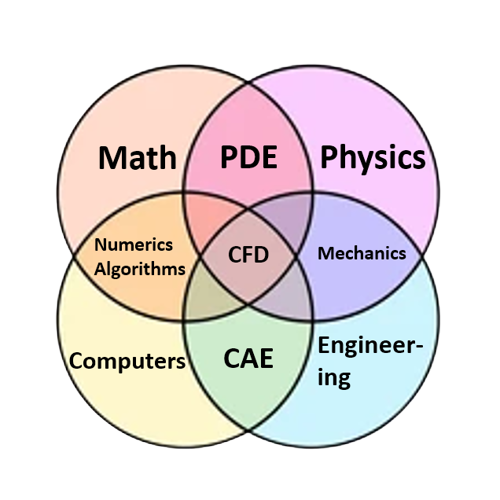 Math
PDE
Physics
Numerics
Algorithms
CFD
Mechanics
Computers
CAE
Engineer-
ing